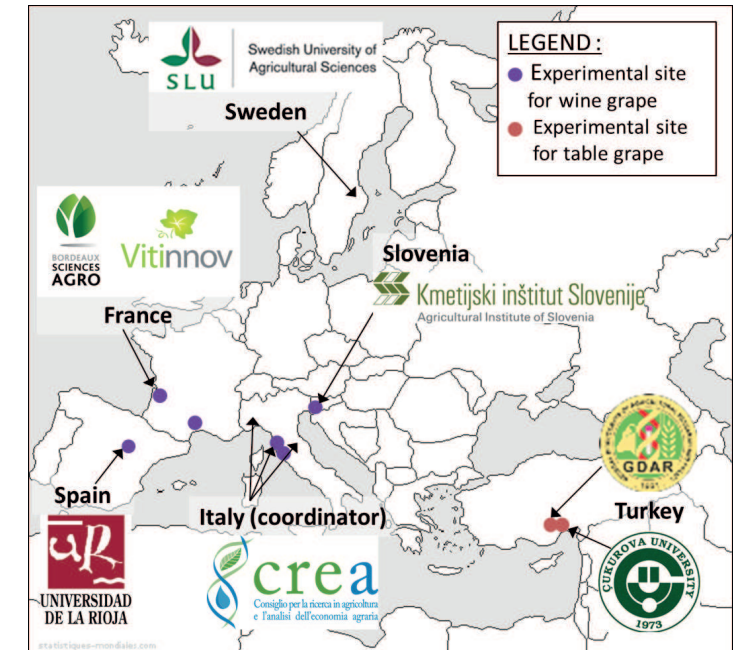 SLU
Swedish University of
Agricultural Sciences
Sweden
LEGEND :
Experimental site
for wine grape
Experimental site
for table grape
BORDEAUX
SCIENCES
AGRO
Vitinnov
France
Slovenia
Kmetijski inštitut Slovenije
Agricultural Institute of Slovenia
Spain
UR
UNIVERSIDAD
DE LA RIOJA
Italy (coordinator)
crea
Consiglio per la ricerca in agricoltura
e l'analisi dell'economia agraria
GDAR
Turkey
ÇUKUROVA UNIVERSITY
1973
statistiques-mondiales.com